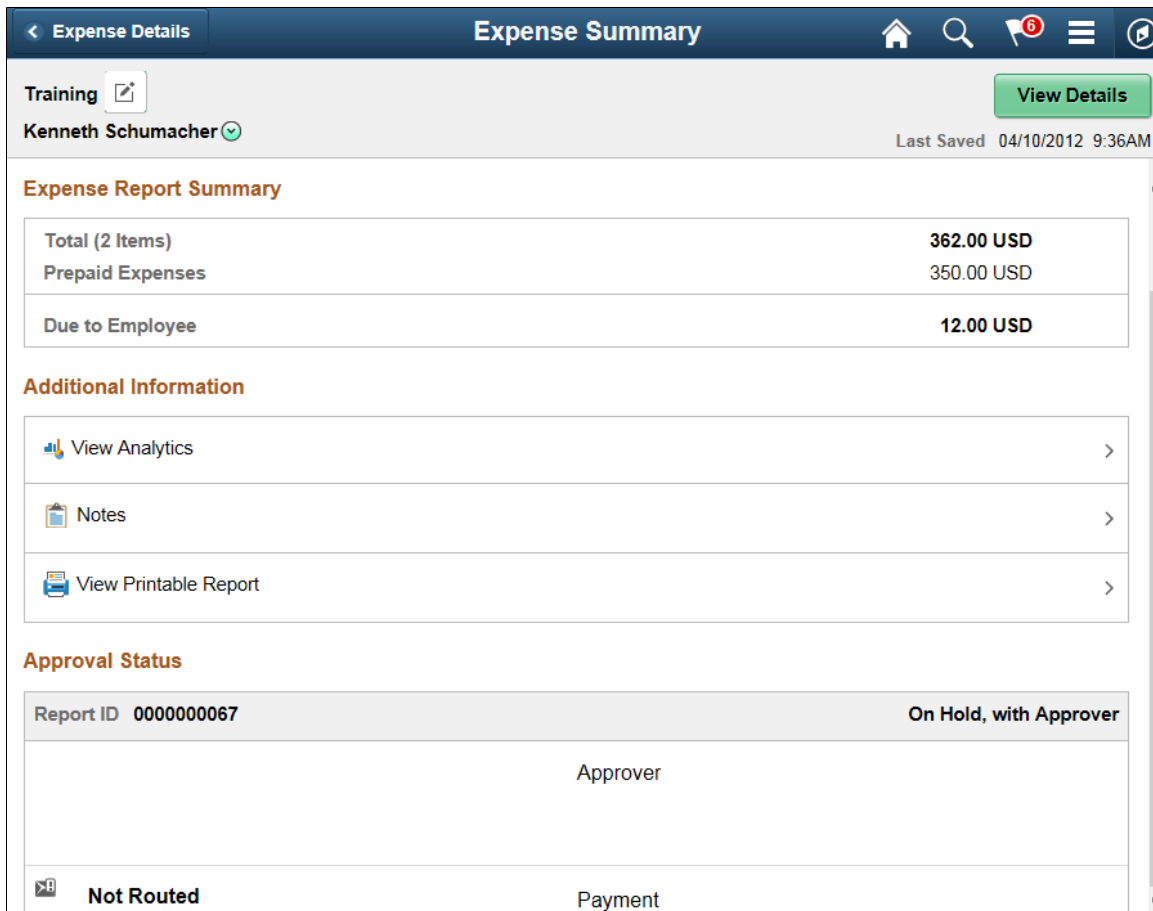 Expense Details
Expense Summary
6
Training
View Details
Kenneth Schumacher
Last Saved 04/10/2012 9:36AM
Expense Report Summary
Total (2 Items) 362.00 USD
Prepaid Expenses 350.00 USD
Due to Employee 12.00 USD
Additional Information
View Analytics
Notes
View Printable Report
Approval Status
Report ID 0000000067 On Hold, with Approver
Approver
Not Routed Payment